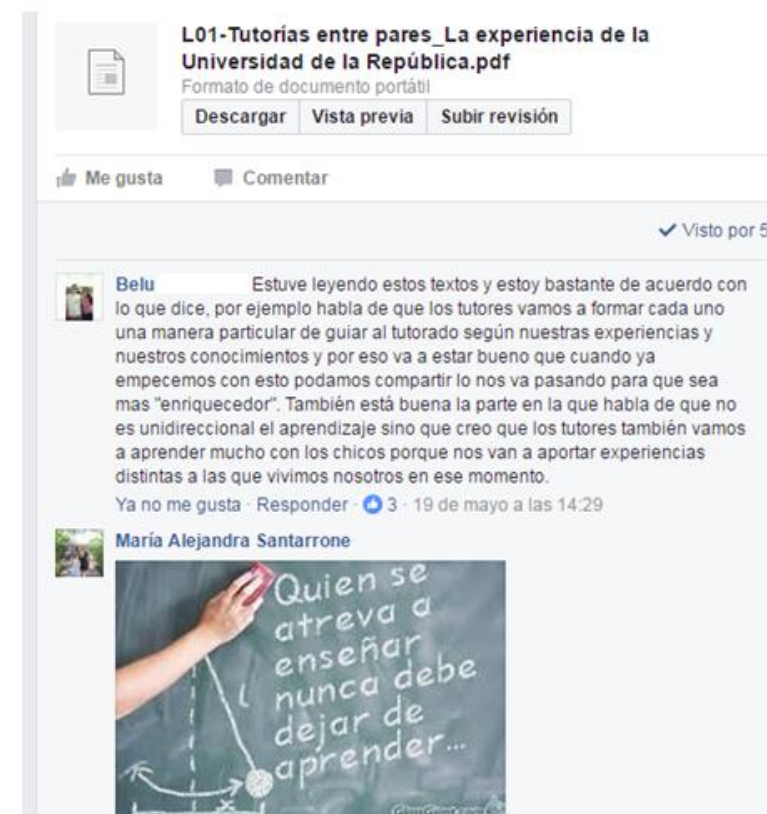 L01-Tutorías entre pares_La experiencia de la
Universidad de la República.pdf
Formato de documento portátil
Descargar Vista previa Subir revisión
Me gusta Comentar
Visto por 5
Belu Estuve leyendo estos textos y estoy bastante de acuerdo con
lo que dice, por ejemplo habla de que los tutores vamos a formar cada uno
una manera particular de guiar al tutorado según nuestras experiencias y
nuestros conocimientos y por eso va a estar bueno que cuando ya
empecemos con esto podamos compartir lo nos va pasando para que sea
mas "enriquecedor". También está buena la parte en la que habla de que no
es unidireccional el aprendizaje sino que creo que los tutores también vamos
a aprender mucho con los chicos porque nos van a aportar experiencias
distintas a las que vivimos nosotros en ese momento.
Ya no me gusta · Responder · 3 · 19 de mayo a las 14:29
María Alejandra Santarrone
Quien se
atreva a
enseñar
nunca debe
dejar de
aprender...
l
x